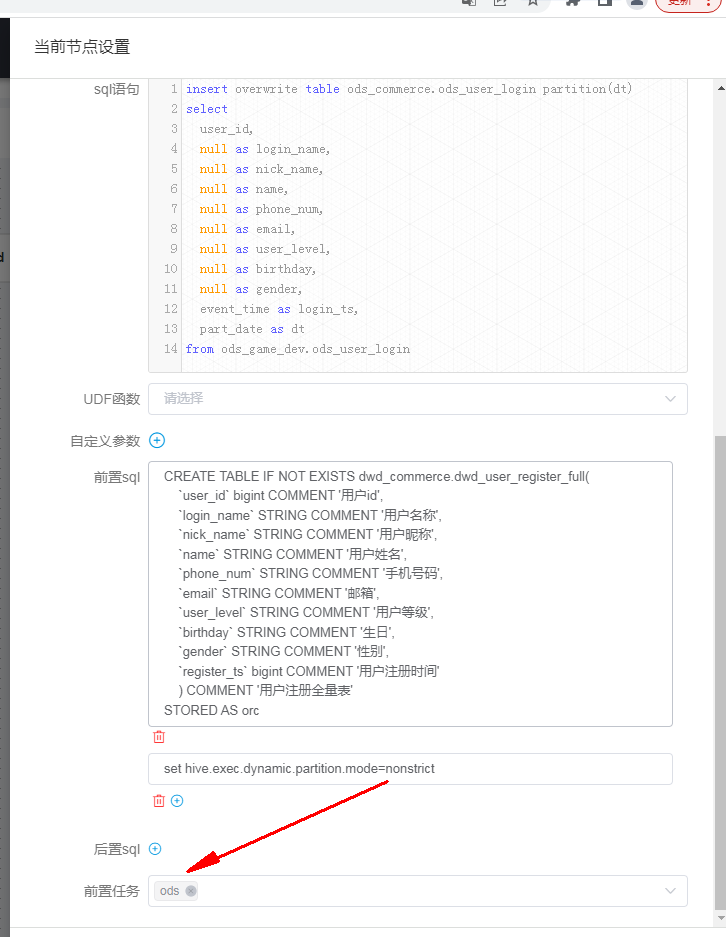 更新
当前节点设置
sql语句
1 insert overwrite table ods_commerce.ods_user_login partition(dt)
2 select
3 user_id,
4 null as login_name,
5 null as nick_name,
6 null as name,
7 null as phone_num,
8 null as email,
9 null as user_level,
10 null as birthday,
11 null as gender,
12 event_time as login_ts,
13 part_date as dt
14 from ods_game_dev.ods_user_login
UDF函数 请选择
自定义参数
前置sql
CREATE TABLE IF NOT EXISTS dwd_commerce.dwd_user_register_full(
`user_id` bigint COMMENT '用户id',
`login_name` STRING COMMENT '用户名称',
`nick_name` STRING COMMENT '用户昵称',
`name` STRING COMMENT '用户姓名',
`phone_num` STRING COMMENT '手机号码',
`email` STRING COMMENT '邮箱',
`user_level` STRING COMMENT '用户等级',
`birthday` STRING COMMENT '生日',
`gender` STRING COMMENT '性别',
`register_ts` bigint COMMENT '用户注册时间'
) COMMENT '用户注册全量表'
STORED AS orc
set hive.exec.dynamic.partition.mode=nonstrict
后置sql
前置任务 ods